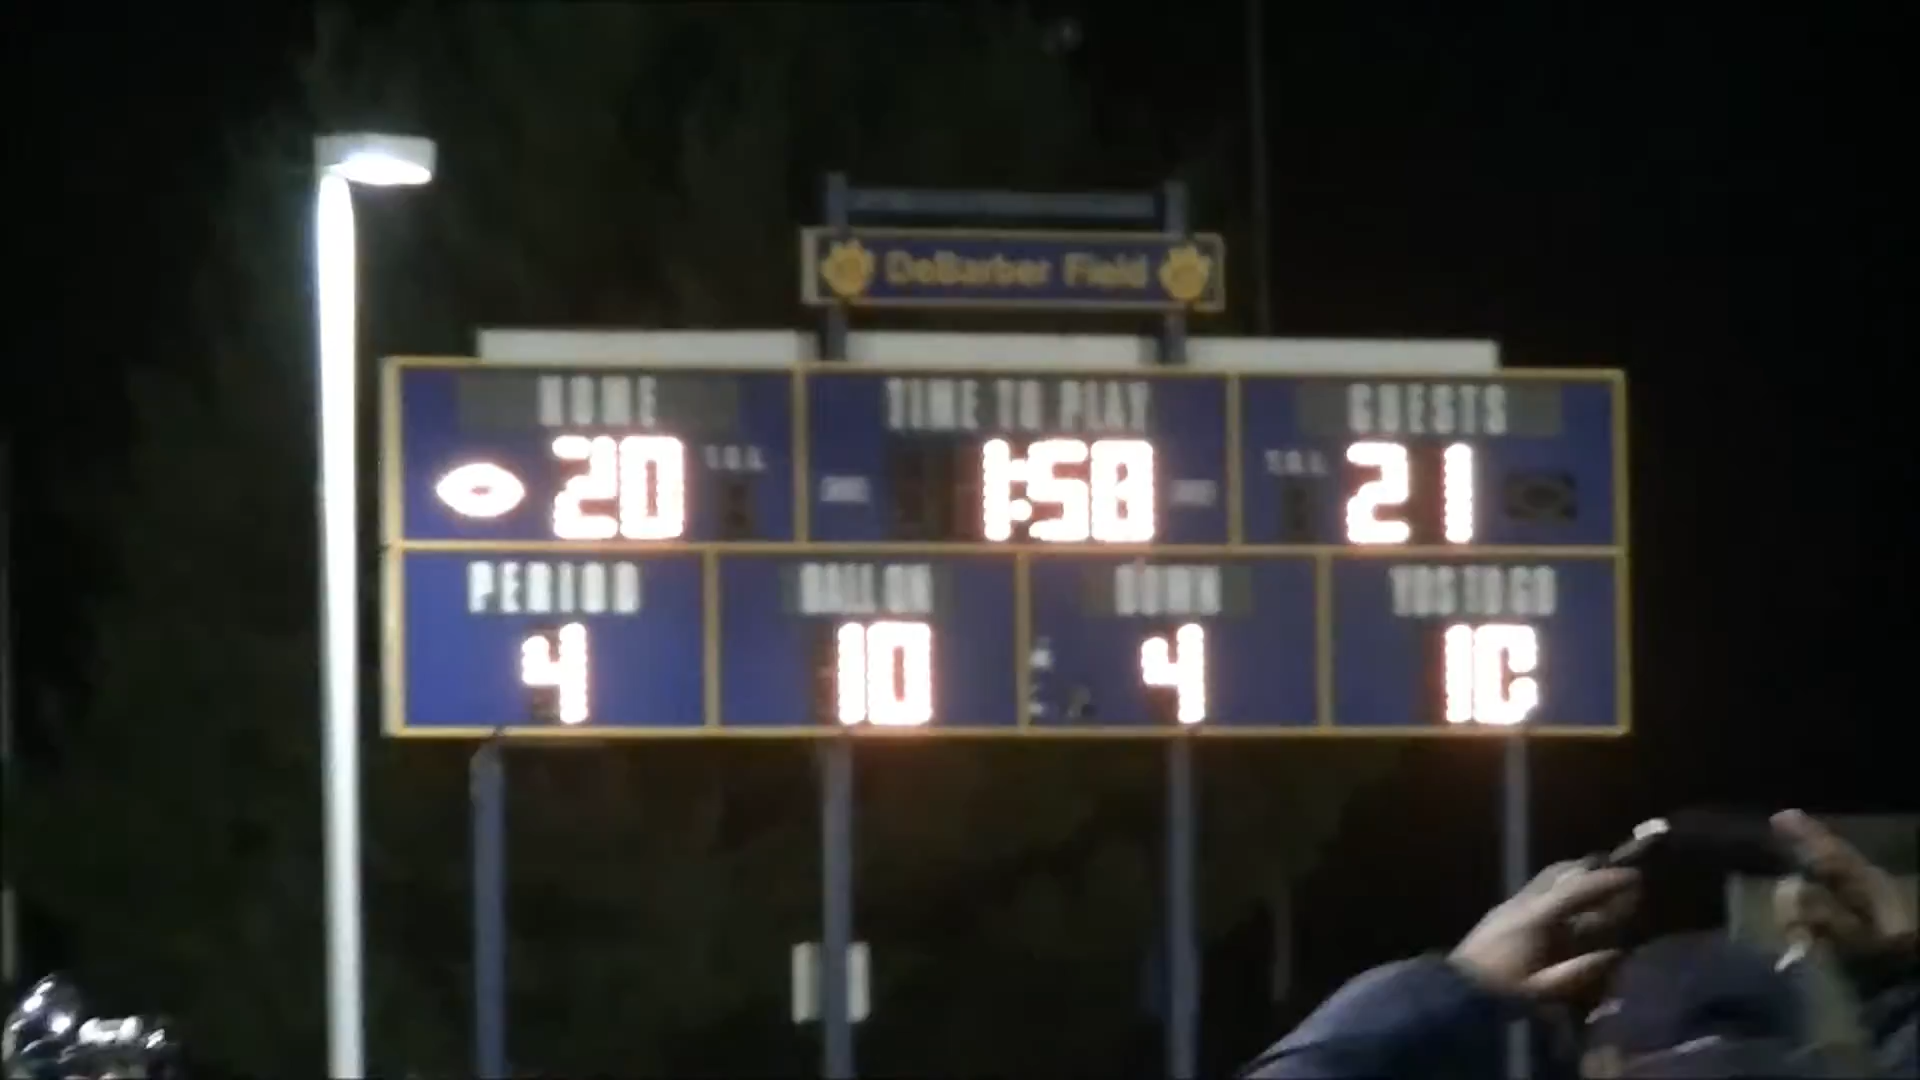 DeBarber Field
HOME TIME TO PLAY GUESTS
20 T.O.L. 1:58 T.O.L. 21
PERIOD BALL ON DOWN YDS TO GO
4 10 4 10